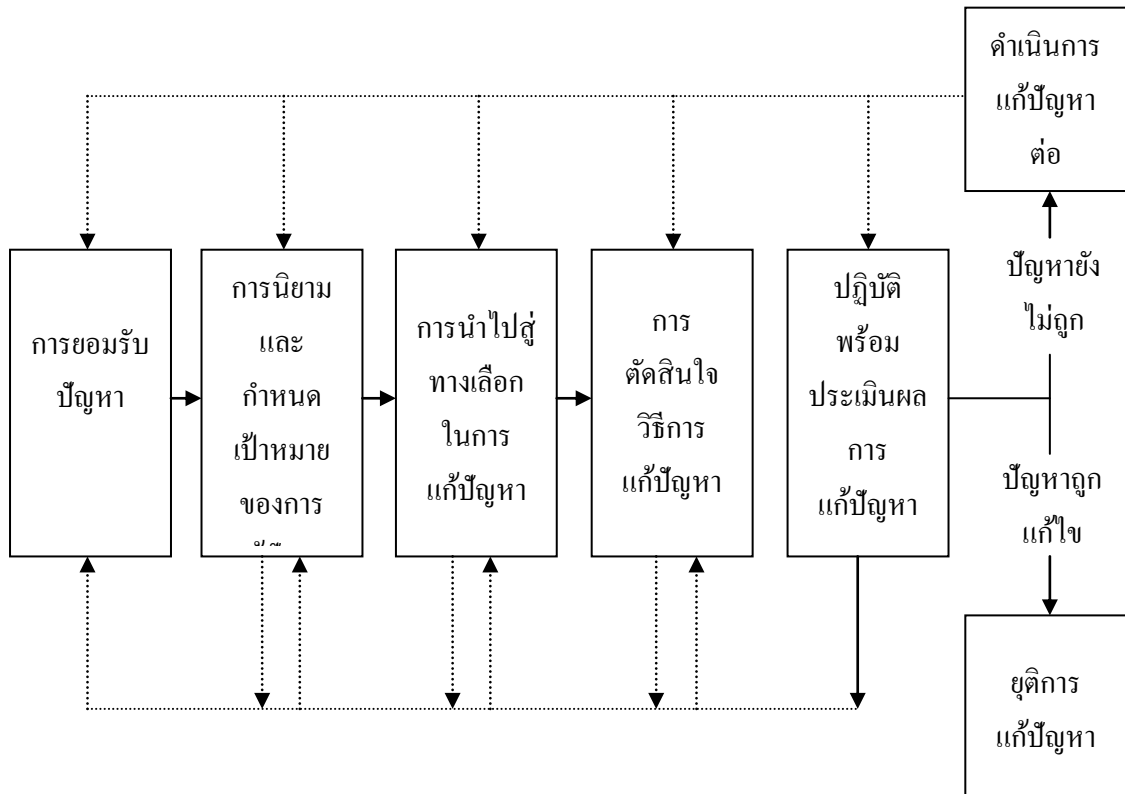 ดำเนินการ
แก้ปัญหา
ต่อ
การยอมรับ
ปัญหา
การนิยาม
และ
กำหนด
เป้าหมาย
ของการ
การนำไปสู่
ทางเลือก
ในการ
แก้ปัญหา
การ
ตัดสินใจ
วิธีการ
แก้ปัญหา
ปฏิบัติ
พร้อม
ประเมินผล
การ
แก้ปัญหา
ปัญหายัง
ไม่ถูก
ปัญหาถูก
แก้ไข
ยุติการ
แก้ปัญหา